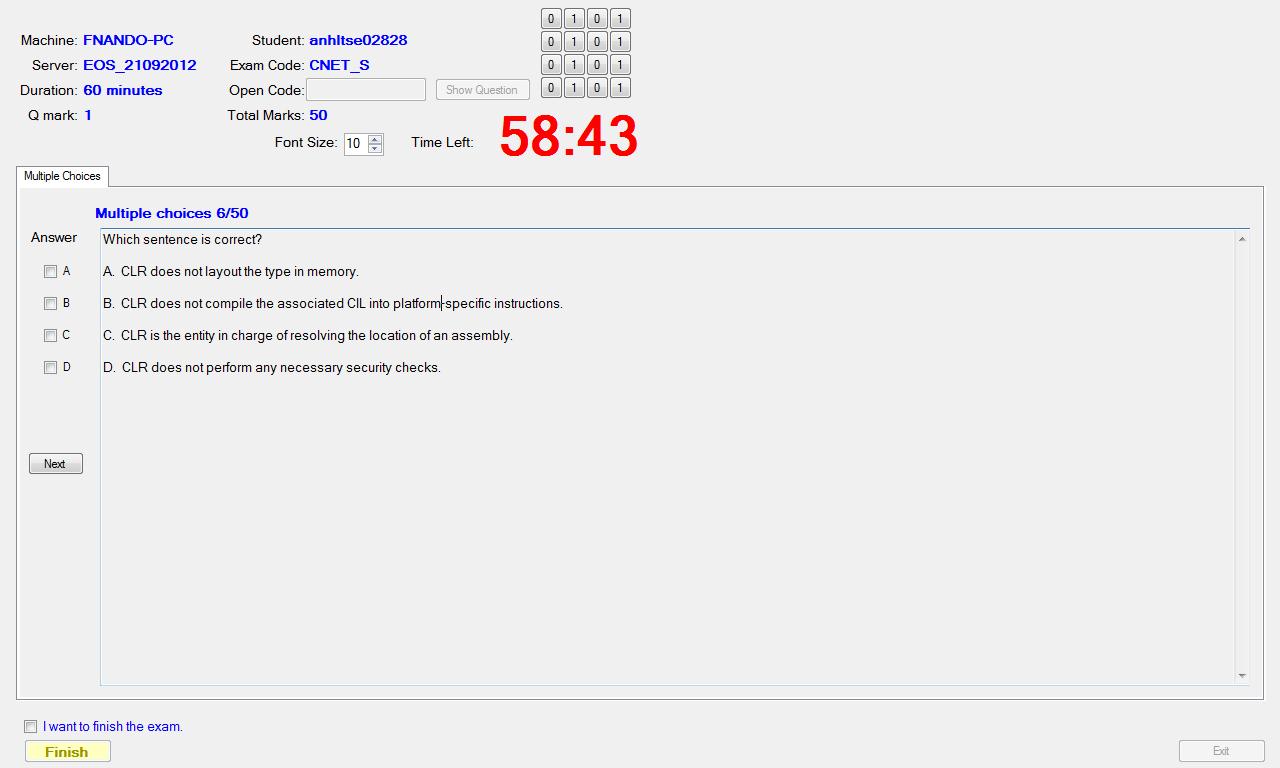 Machine: FNANDO-PC Student: anhltse02828
Server: EOS_21092012 Exam Code: CNET_S
Duration: 60 minutes Open Code: Show Question
Q mark: 1 Total Marks: 50
0 1 0 1
0 1 0 1
0 1 0 1
0 1 0 1
Font Size: 10 Time Left: 58:43
Multiple Choices
Multiple choices 6/50
Answer
Which sentence is correct?
A A. CLR does not layout the type in memory.
B B. CLR does not compile the associated CIL into platform-specific instructions.
C C. CLR is the entity in charge of resolving the location of an assembly.
D D. CLR does not perform any necessary security checks.
Next
I want to finish the exam.
Finish Exit